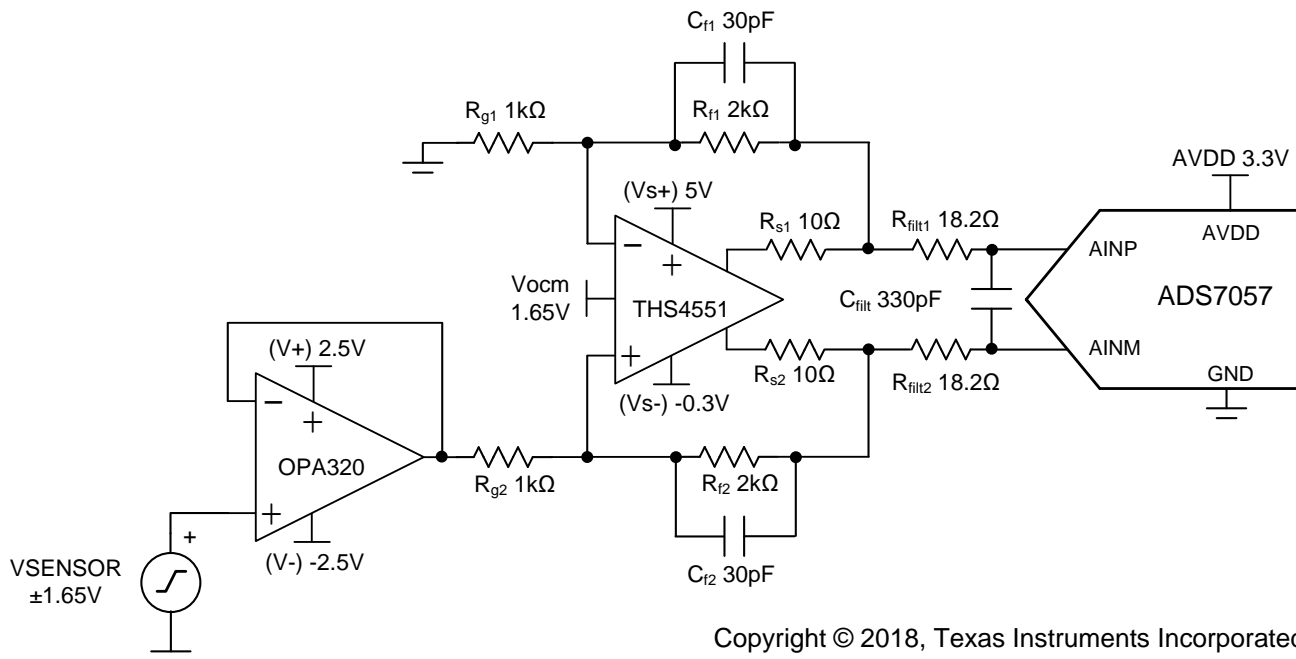 Cf1 30pF
Rg1 1kΩ
Rf1 2kΩ
AVDD 3.3V
(Vs+) 5V
Rs1 10Ω
Rfilt1 18.2Ω
AVDD
−
+
AINP
Vocm
1.65V
THS4551
Cfilt 330pF
ADS7057
(V+) 2.5V
+
AINM
Rs2 10Ω
Rfilt2 18.2Ω
GND
(Vs-) -0.3V
−
+
OPA320
Rg2 1kΩ
Rf2 2kΩ
+
+
(V-) -2.5V
VSENSOR
±1.65V
Cf2 30pF
Copyright © 2018, Texas Instruments Incorporated